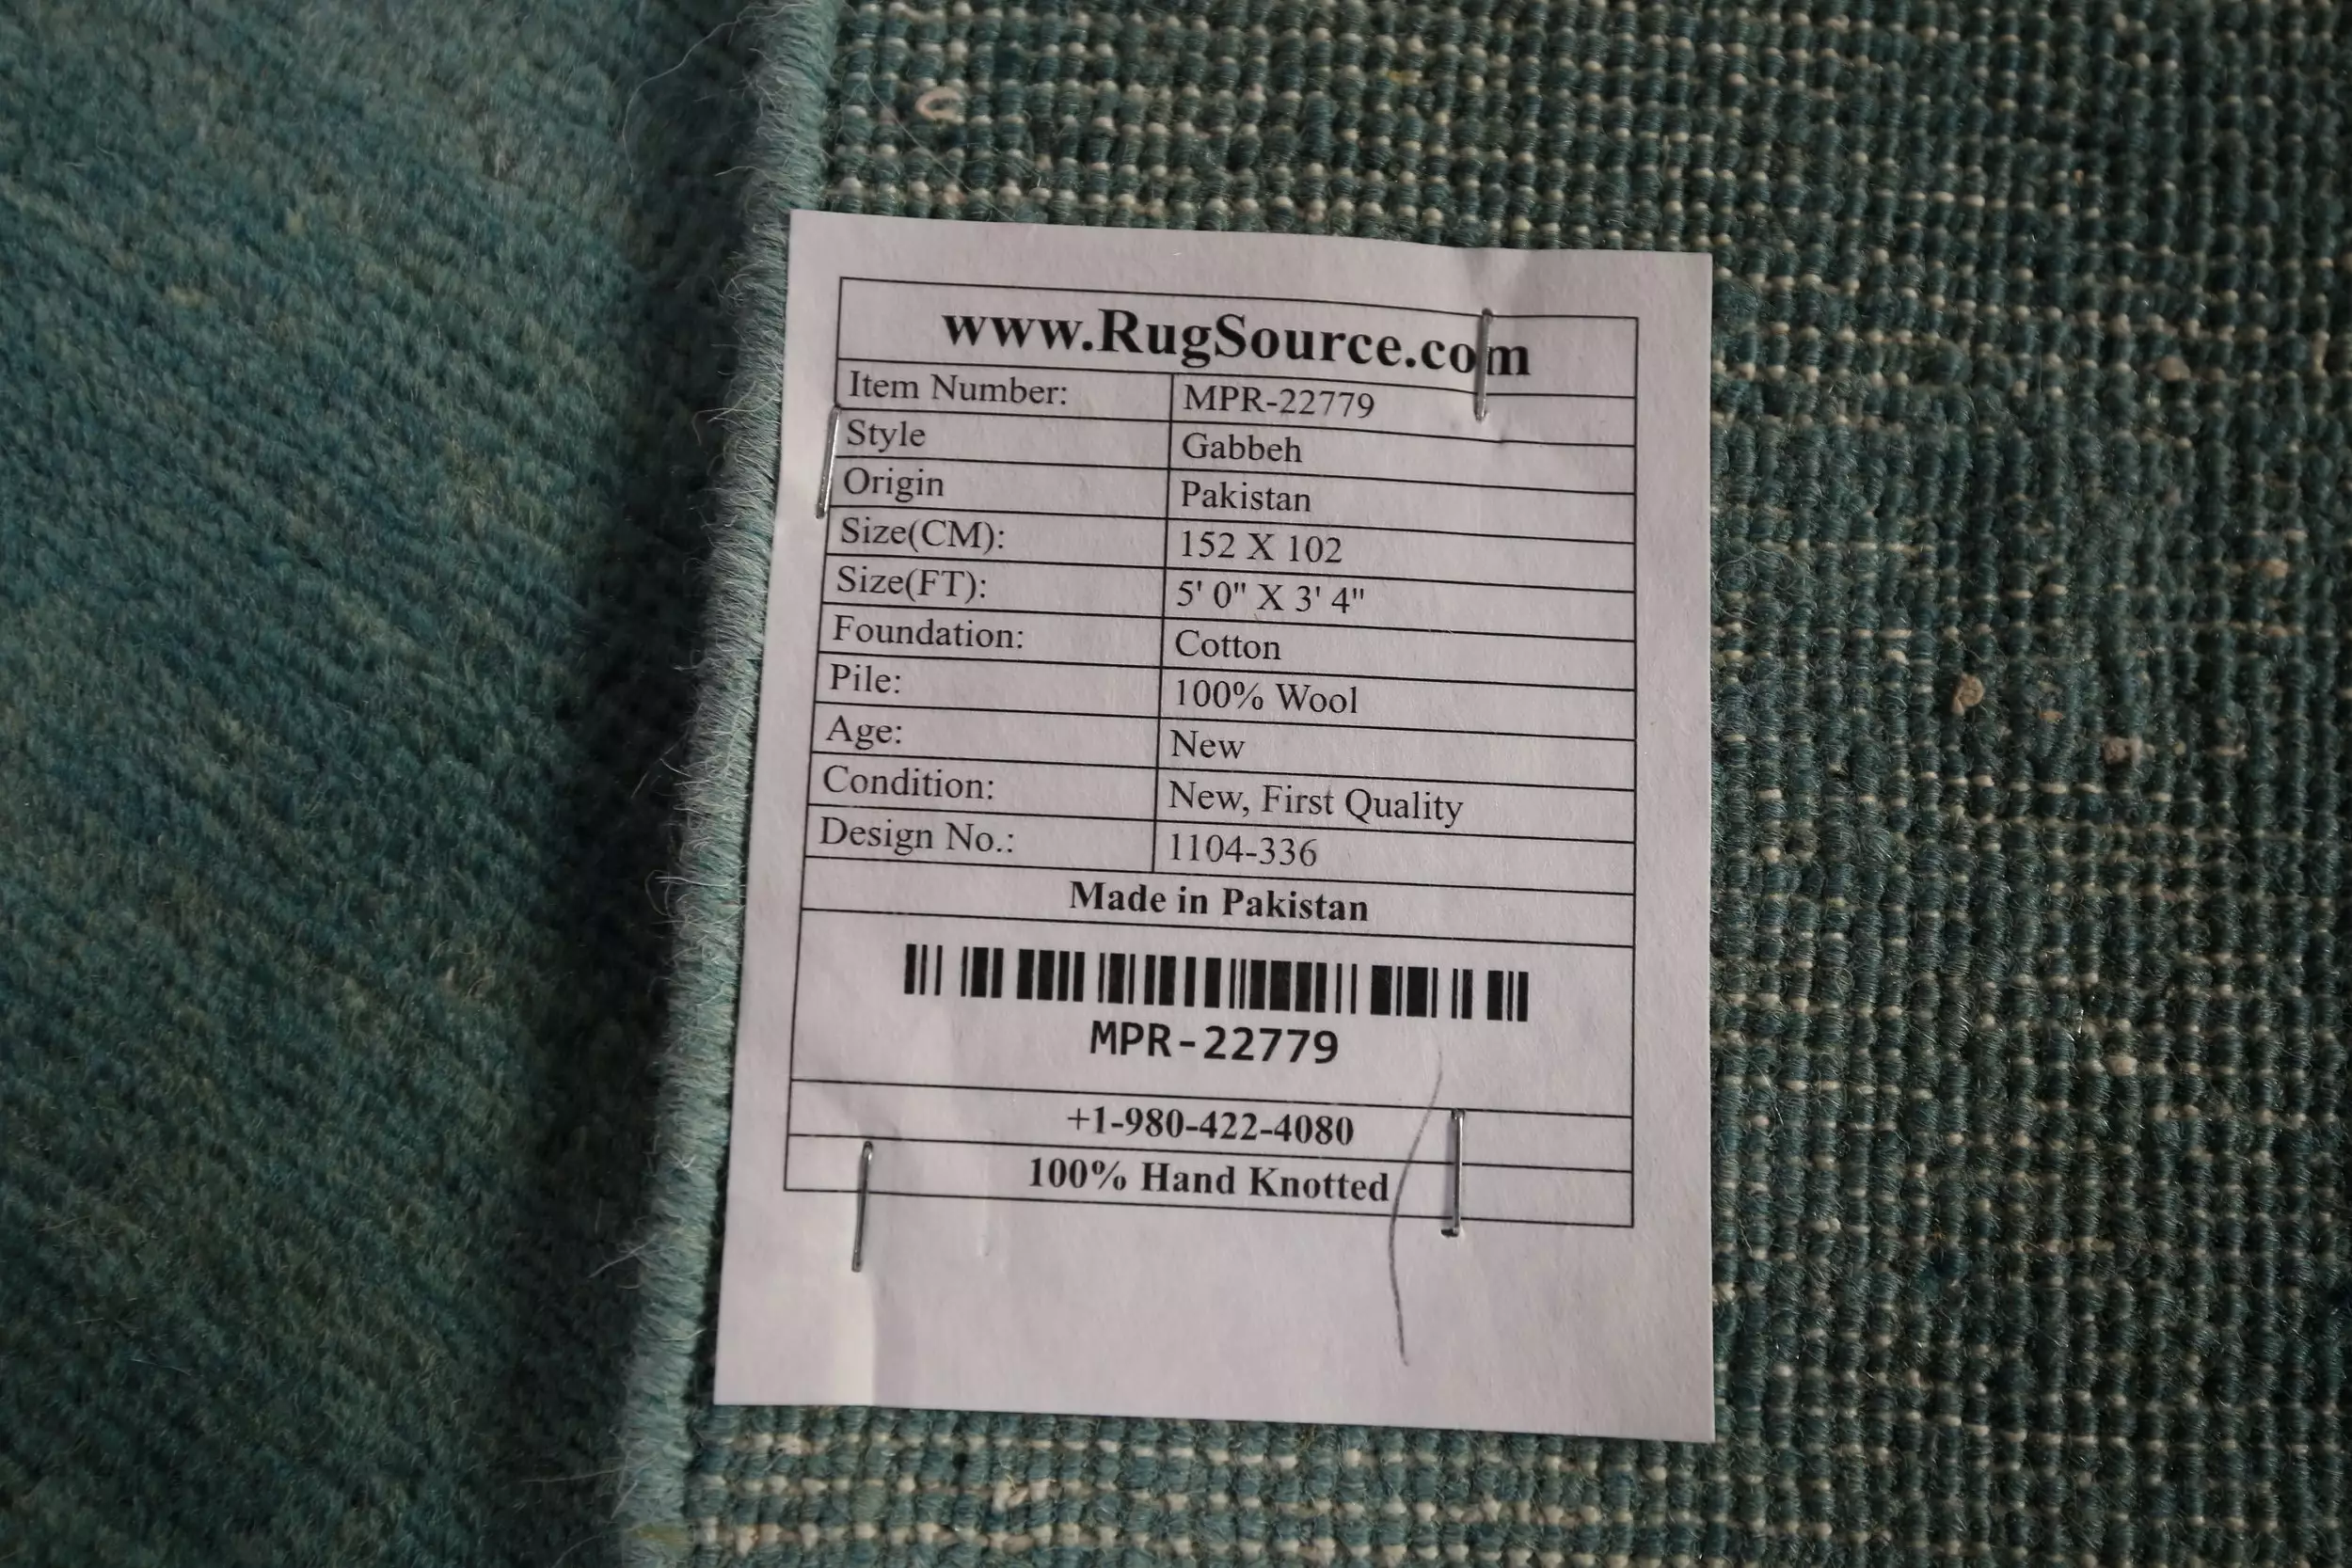 www.RugSource.com
Item Number: MPR-22779
Style Gabbeh
Origin Pakistan
Size(CM): 152 X 102
Size(FT): 5' 0" X 3' 4"
Foundation: Cotton
Pile: 100% Wool
Age: New
Condition: New, First Quality
Design No.: 1104-336
Made in Pakistan
MPR-22779
+1-980-422-4080
100% Hand Knotted